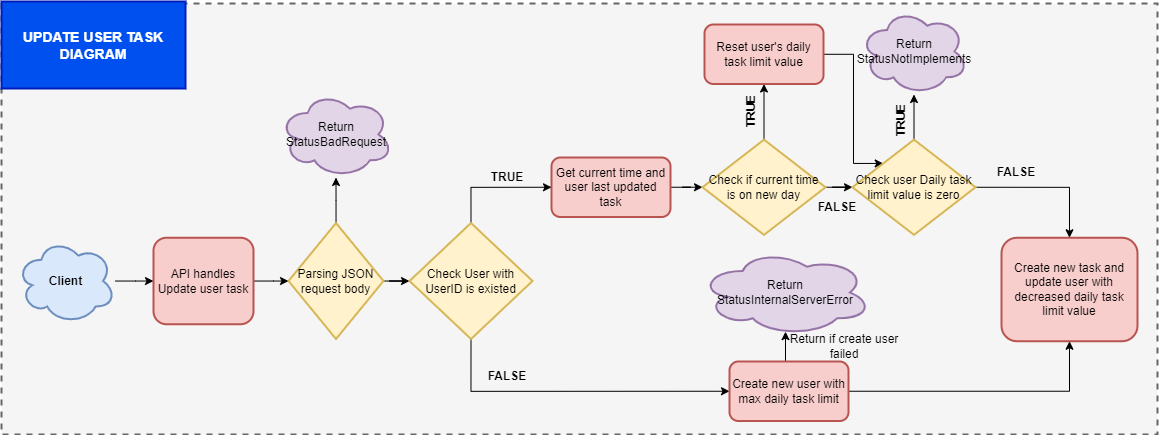 UPDATE USER TASK
DIAGRAM
Return
StatusBadRequest
Client
API handles
Update user task
Parsing JSON
request body
Check User with
UserID is existed
TRUE
Get current time and
user last updated
task
Check if current time
is on new day
TRUE
Reset user's daily
task limit value
FALSE
Check user Daily task
limit value is zero
TRUE
Return
StatusNotImplements
FALSE
Create new task and
update user with
decreased daily task
limit value
FALSE
Create new user with
max daily task limit
Return if create user
failed
Return
StatusInternalServerError